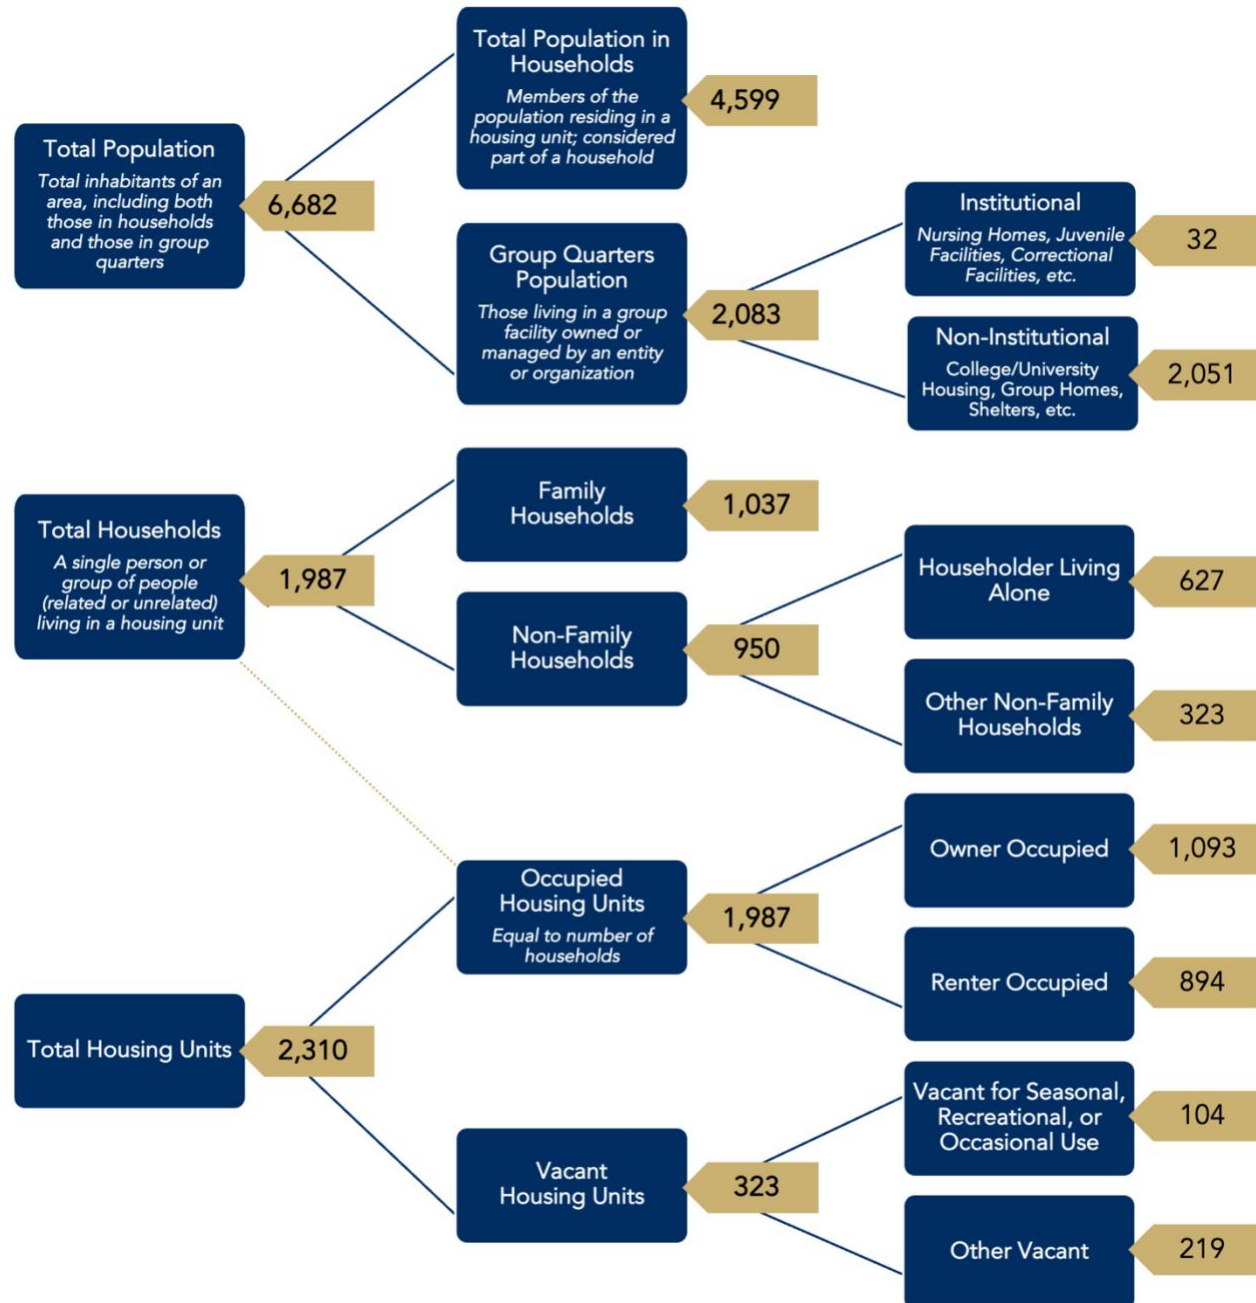 Total Population
Total inhabitants of an
area, including both
those in households
and those in group
quarters
6,682
Total Population in
Households
Members of the
population residing in a
housing unit; considered
part of a household
4,599
Group Quarters
Population
Those living in a group
facility owned or
managed by an entity
or organization
2,083
Institutional
Nursing Homes, Juvenile
Facilities, Correctional
Facilities, etc.
32
Non-Institutional
College/University
Housing, Group Homes,
Shelters, etc.
2,051
Total Households
A single person or
group of people
(related or unrelated)
living in a housing unit
1,987
Family
Households
1,037
Non-Family
Households
950
Householder Living
Alone
627
Other Non-Family
Households
323
Total Housing Units
2,310
Occupied
Housing Units
Equal to number of
households
1,987
Owner Occupied
1,093
Renter Occupied
894
Vacant
Housing Units
323
Vacant for Seasonal,
Recreational, or
Occasional Use
104
Other Vacant
219